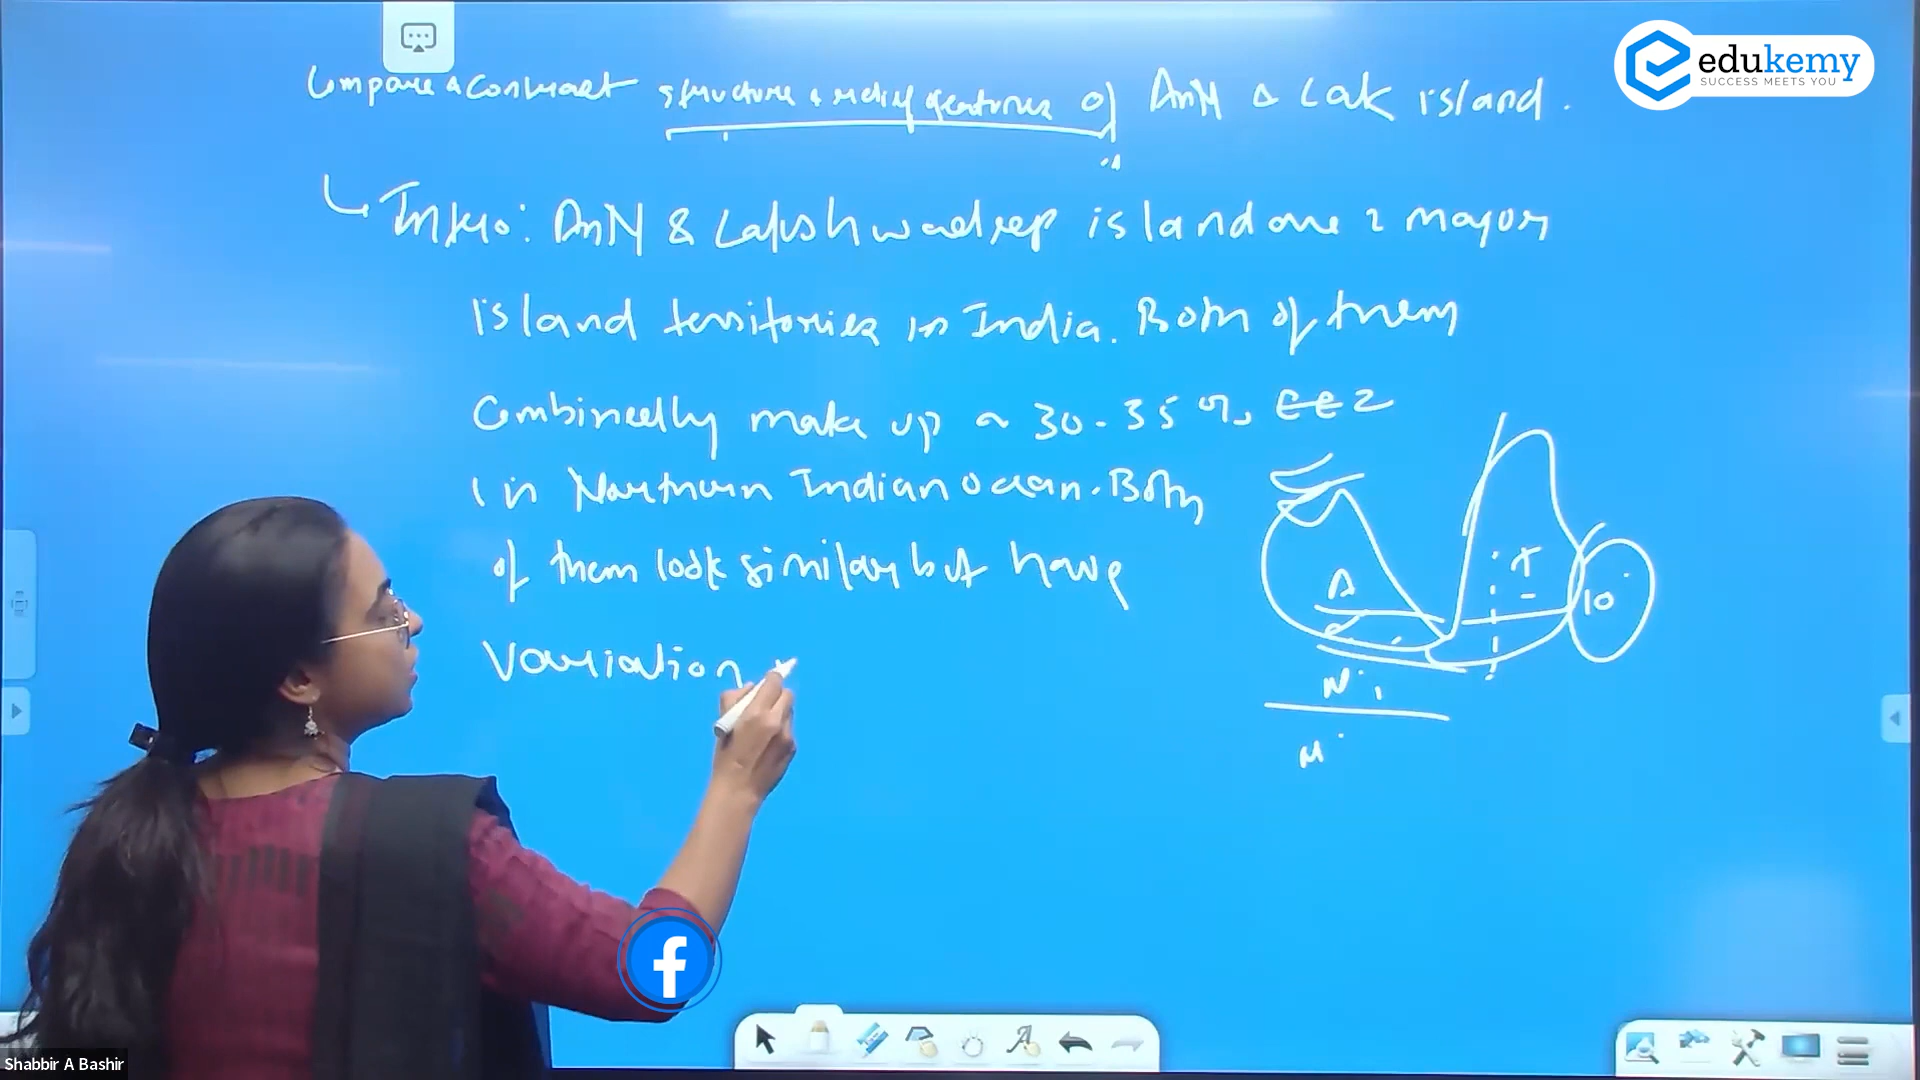 edukemy
SUCCESS MEETS YOU
Compare & contrast structure & relief features of AnN & Lak island.
Intro: AnN & Lakshwadeep island are 2 major
island territories in India. Both of them
Combinedly make up ~ 30-35% EEZ
in Northern Indian Ocean. Both
of them look similar but have
Variation
10
Shabbir A Bashir